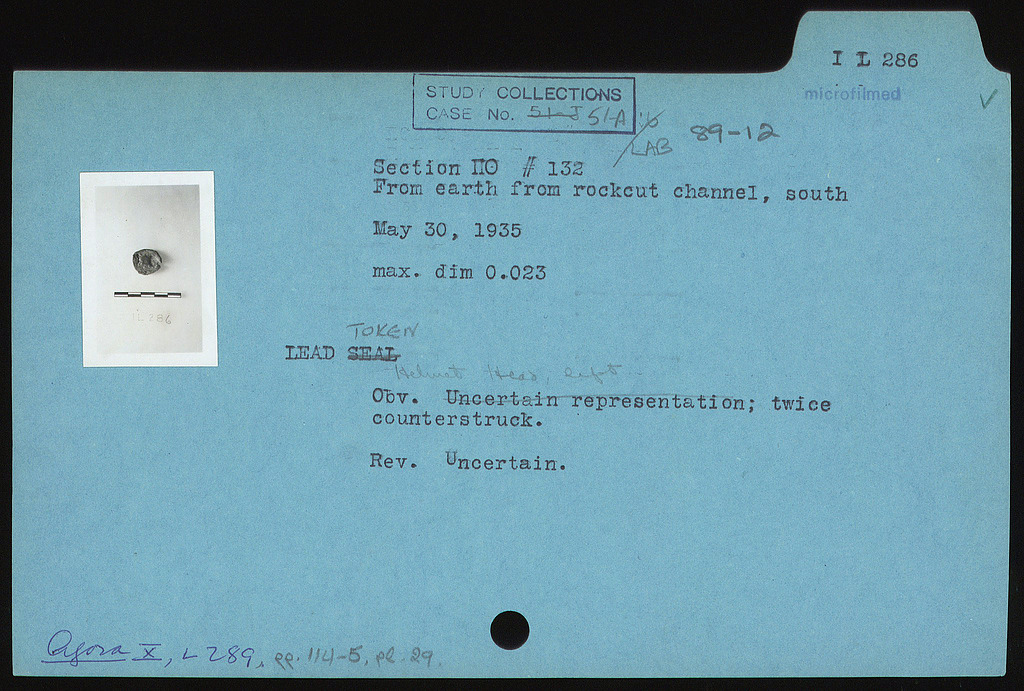 I L 286
microfilmed ✓
STUDY COLLECTIONS
CASE No. 51-J 51-A
LAB 89-12
Section ΠΟ # 132
From earth from rockcut channel, south
May 30, 1935
max. dim 0.023
IL 286
TOKEN
LEAD SEAL
Helmet Head, left
Obv. Uncertain representation; twice
counterstruck.
Rev. Uncertain.
Agora X, L 289, pp. 114-5, pl. 29.